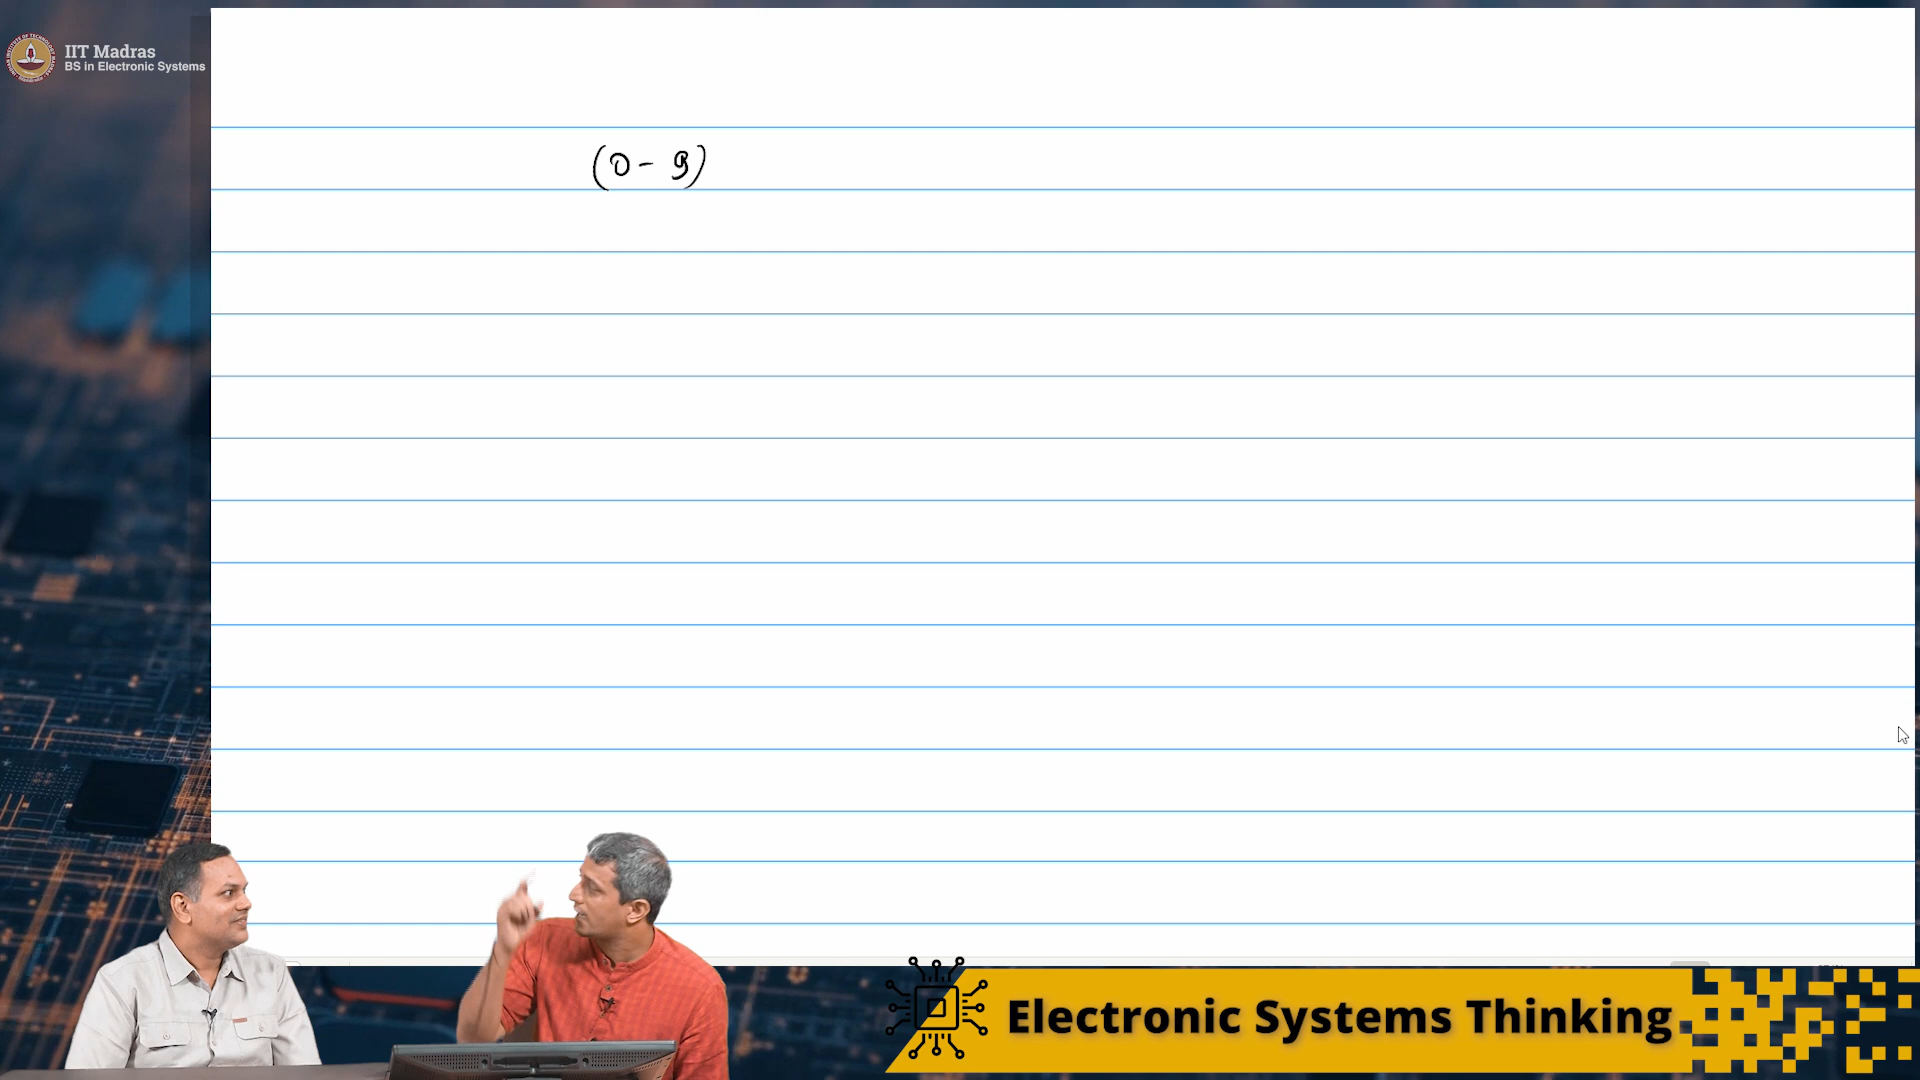 IIT Madras
BS in Electronic Systems
(0 - 9)
Electronic Systems Thinking